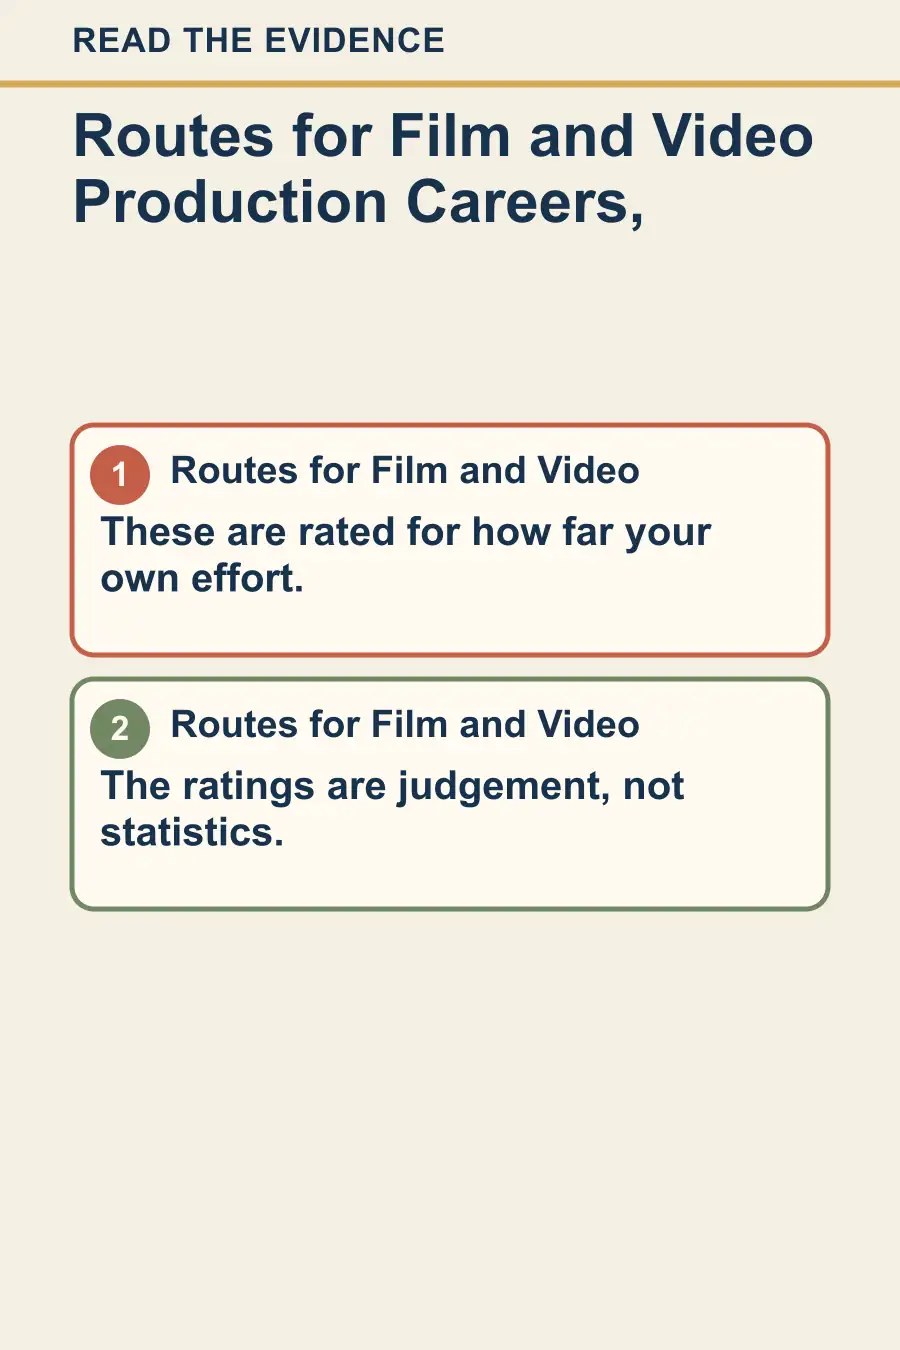 READ THE EVIDENCE
Routes for Film and Video
Production Careers,
1
Routes for Film and Video
These are rated for how far your
own effort.
2
Routes for Film and Video
The ratings are judgement, not
statistics.